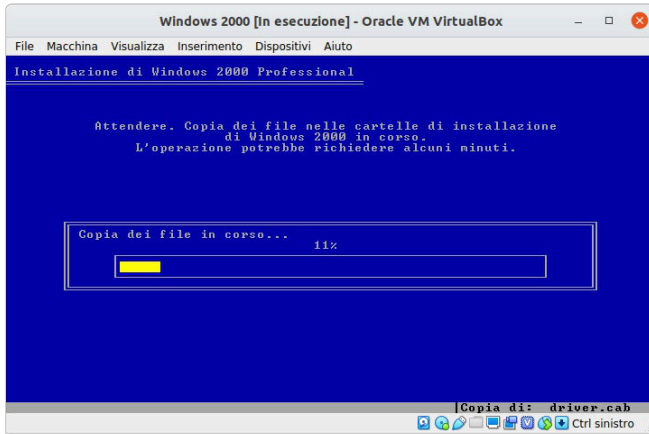 Windows 2000 [In esecuzione] - Oracle VM VirtualBox
File Macchina Visualizza Inserimento Dispositivi Aiuto
Installazione di Windows 2000 Professional
Attendere. Copia dei file nelle cartelle di installazione
di Windows 2000 in corso.
L'operazione potrebbe richiedere alcuni minuti.
Copia dei file in corso...
11%
|Copia di: driver.cab
Ctrl sinistro